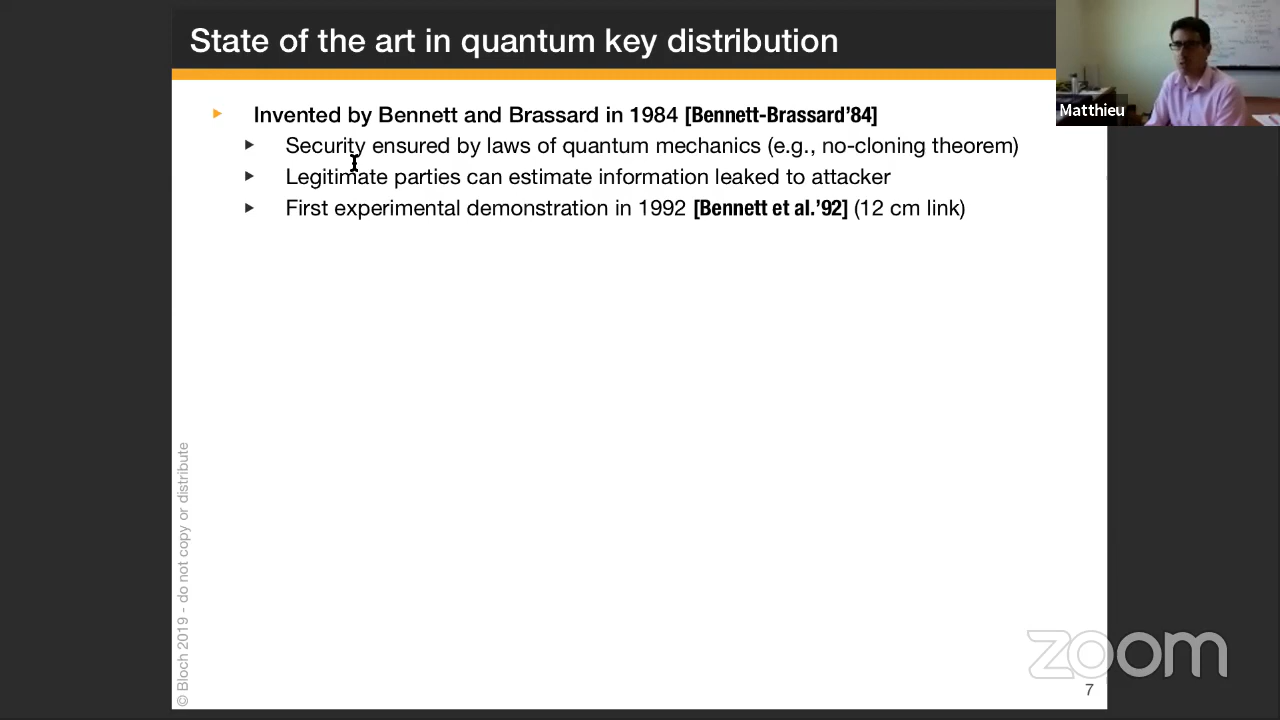 State of the art in quantum key distribution
Matthieu
▸ Invented by Bennett and Brassard in 1984 [Bennett-Brassard'84]
▸ Security ensured by laws of quantum mechanics (e.g., no-cloning theorem)
▸ Legitimate parties can estimate information leaked to attacker
▸ First experimental demonstration in 1992 [Bennett et al.'92] (12 cm link)
© Bloch 2019 - do not copy or distribute
zoom
7